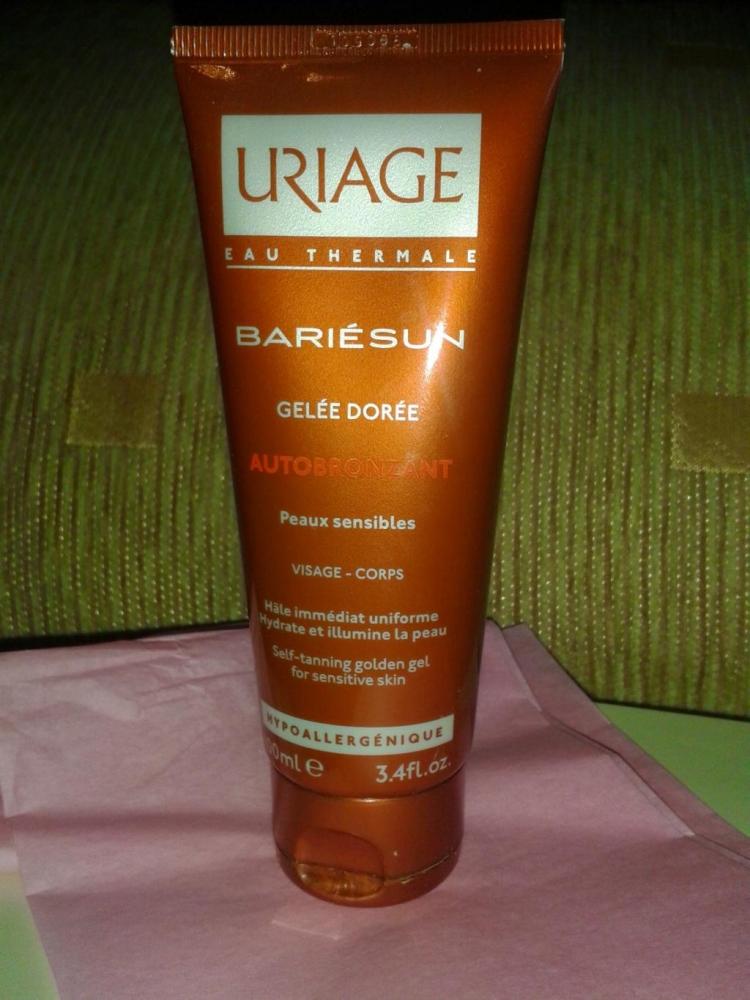 URIAGE
EAU THERMALE
BARIÉSUN
GELÉE DORÉE
AUTOBRONZANT
Peaux sensibles
VISAGE - CORPS
Hâle immédiat uniforme
Hydrate et illumine la peau
Self-tanning golden gel
for sensitive skin
HYPOALLERGÉNIQUE
ml e 3.4fl.oz.